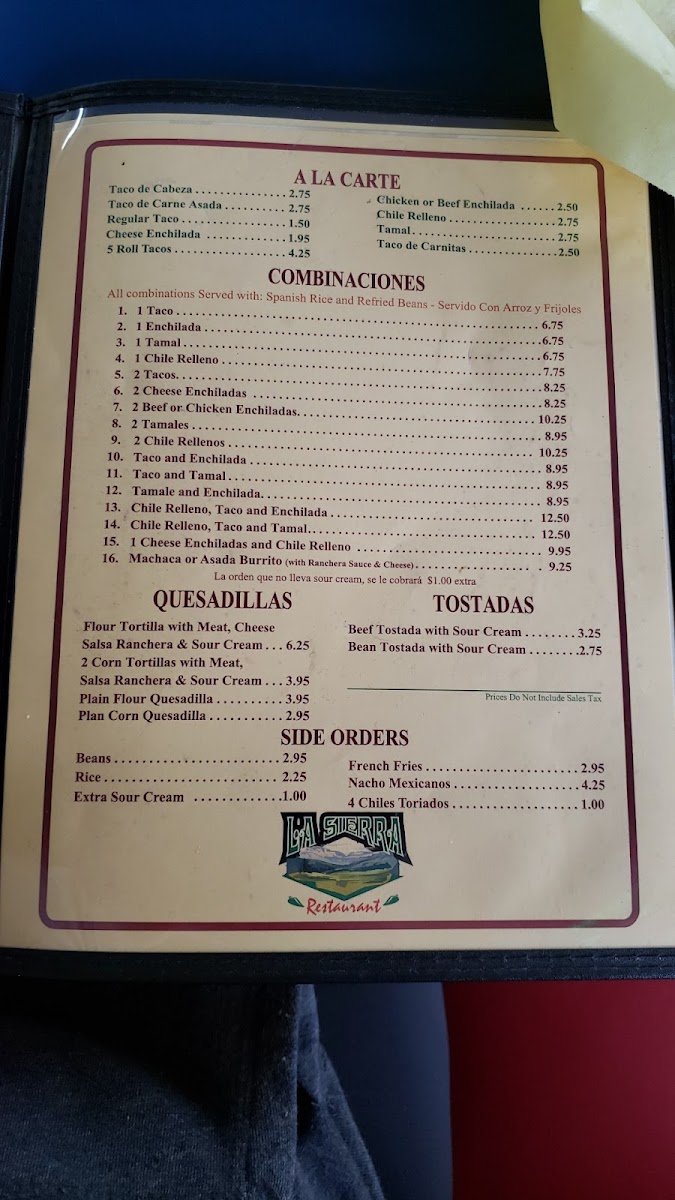 A LA CARTE
Taco de Cabeza . . . . . . . . . . . . . . . 2.75
Taco de Carne Asada . . . . . . . . . . 2.75
Regular Taco . . . . . . . . . . . . . . . . . 1.50
Cheese Enchilada . . . . . . . . . . . . . 1.95
5 Roll Tacos . . . . . . . . . . . . . . . . . . 4.25
Chicken or Beef Enchilada . . . . . . 2.50
Chile Relleno . . . . . . . . . . . . . . . . . 2.75
Tamal . . . . . . . . . . . . . . . . . . . . . . . 2.75
Taco de Carnitas . . . . . . . . . . . . . . 2.50
COMBINACIONES
All combinations Served with: Spanish Rice and Refried Beans - Servido Con Arroz y Frijoles
1. 1 Taco . . . . . . . . . . . . . . . . . . . . 6.75
2. 1 Enchilada . . . . . . . . . . . . . . . . . . . . 6.75
3. 1 Tamal . . . . . . . . . . . . . . . . . . . . 6.75
4. 1 Chile Relleno . . . . . . . . . . . . . . . . . . . . 7.75
5. 2 Tacos. . . . . . . . . . . . . . . . . . . . 8.25
6. 2 Cheese Enchiladas . . . . . . . . . . . . . . . . . . . . 8.25
7. 2 Beef or Chicken Enchiladas. . . . . . . . . . . . . . . . . . . . 10.25
8. 2 Tamales . . . . . . . . . . . . . . . . . . . . 8.95
9. 2 Chile Rellenos . . . . . . . . . . . . . . . . . . . . 10.25
10. Taco and Enchilada . . . . . . . . . . . . . . . . . . . . 8.95
11. Taco and Tamal . . . . . . . . . . . . . . . . . . . . 8.95
12. Tamale and Enchilada. . . . . . . . . . . . . . . . . . . . 8.95
13. Chile Relleno, Taco and Enchilada . . . . . . . . . . . . . . . . . . . . 12.50
14. Chile Relleno, Taco and Tamal. . . . . . . . . . . . . . . . . . . . 12.50
15. 1 Cheese Enchiladas and Chile Relleno . . . . . . . . . . . . . . . . . . . . 9.95
16. Machaca or Asada Burrito (with Ranchera Sauce & Cheese) . . . . . . . . . . . . . . . . 9.25
La orden que no lleva sour cream, se le cobrará $1.00 extra
QUESADILLAS
Flour Tortilla with Meat, Cheese
Salsa Ranchera & Sour Cream . . . 6.25
2 Corn Tortillas with Meat,
Salsa Ranchera & Sour Cream . . . 3.95
Plain Flour Quesadilla . . . . . . . . . . 3.95
Plan Corn Quesadilla . . . . . . . . . . . 2.95
TOSTADAS
Beef Tostada with Sour Cream . . . . . . . . 3.25
Bean Tostada with Sour Cream . . . . . . . .2.75
Prices Do Not Include Sales Tax
SIDE ORDERS
Beans . . . . . . . . . . . . . . . . . . . . . . . . 2.95
Rice . . . . . . . . . . . . . . . . . . . . . . . . . 2.25
Extra Sour Cream . . . . . . . . . . . . .1.00
French Fries . . . . . . . . . . . . . . . . . . . . . . 2.95
Nacho Mexicanos . . . . . . . . . . . . . . . . . . 4.25
4 Chiles Toriados . . . . . . . . . . . . . . . . . . 1.00
LA SIERRA
Restaurant